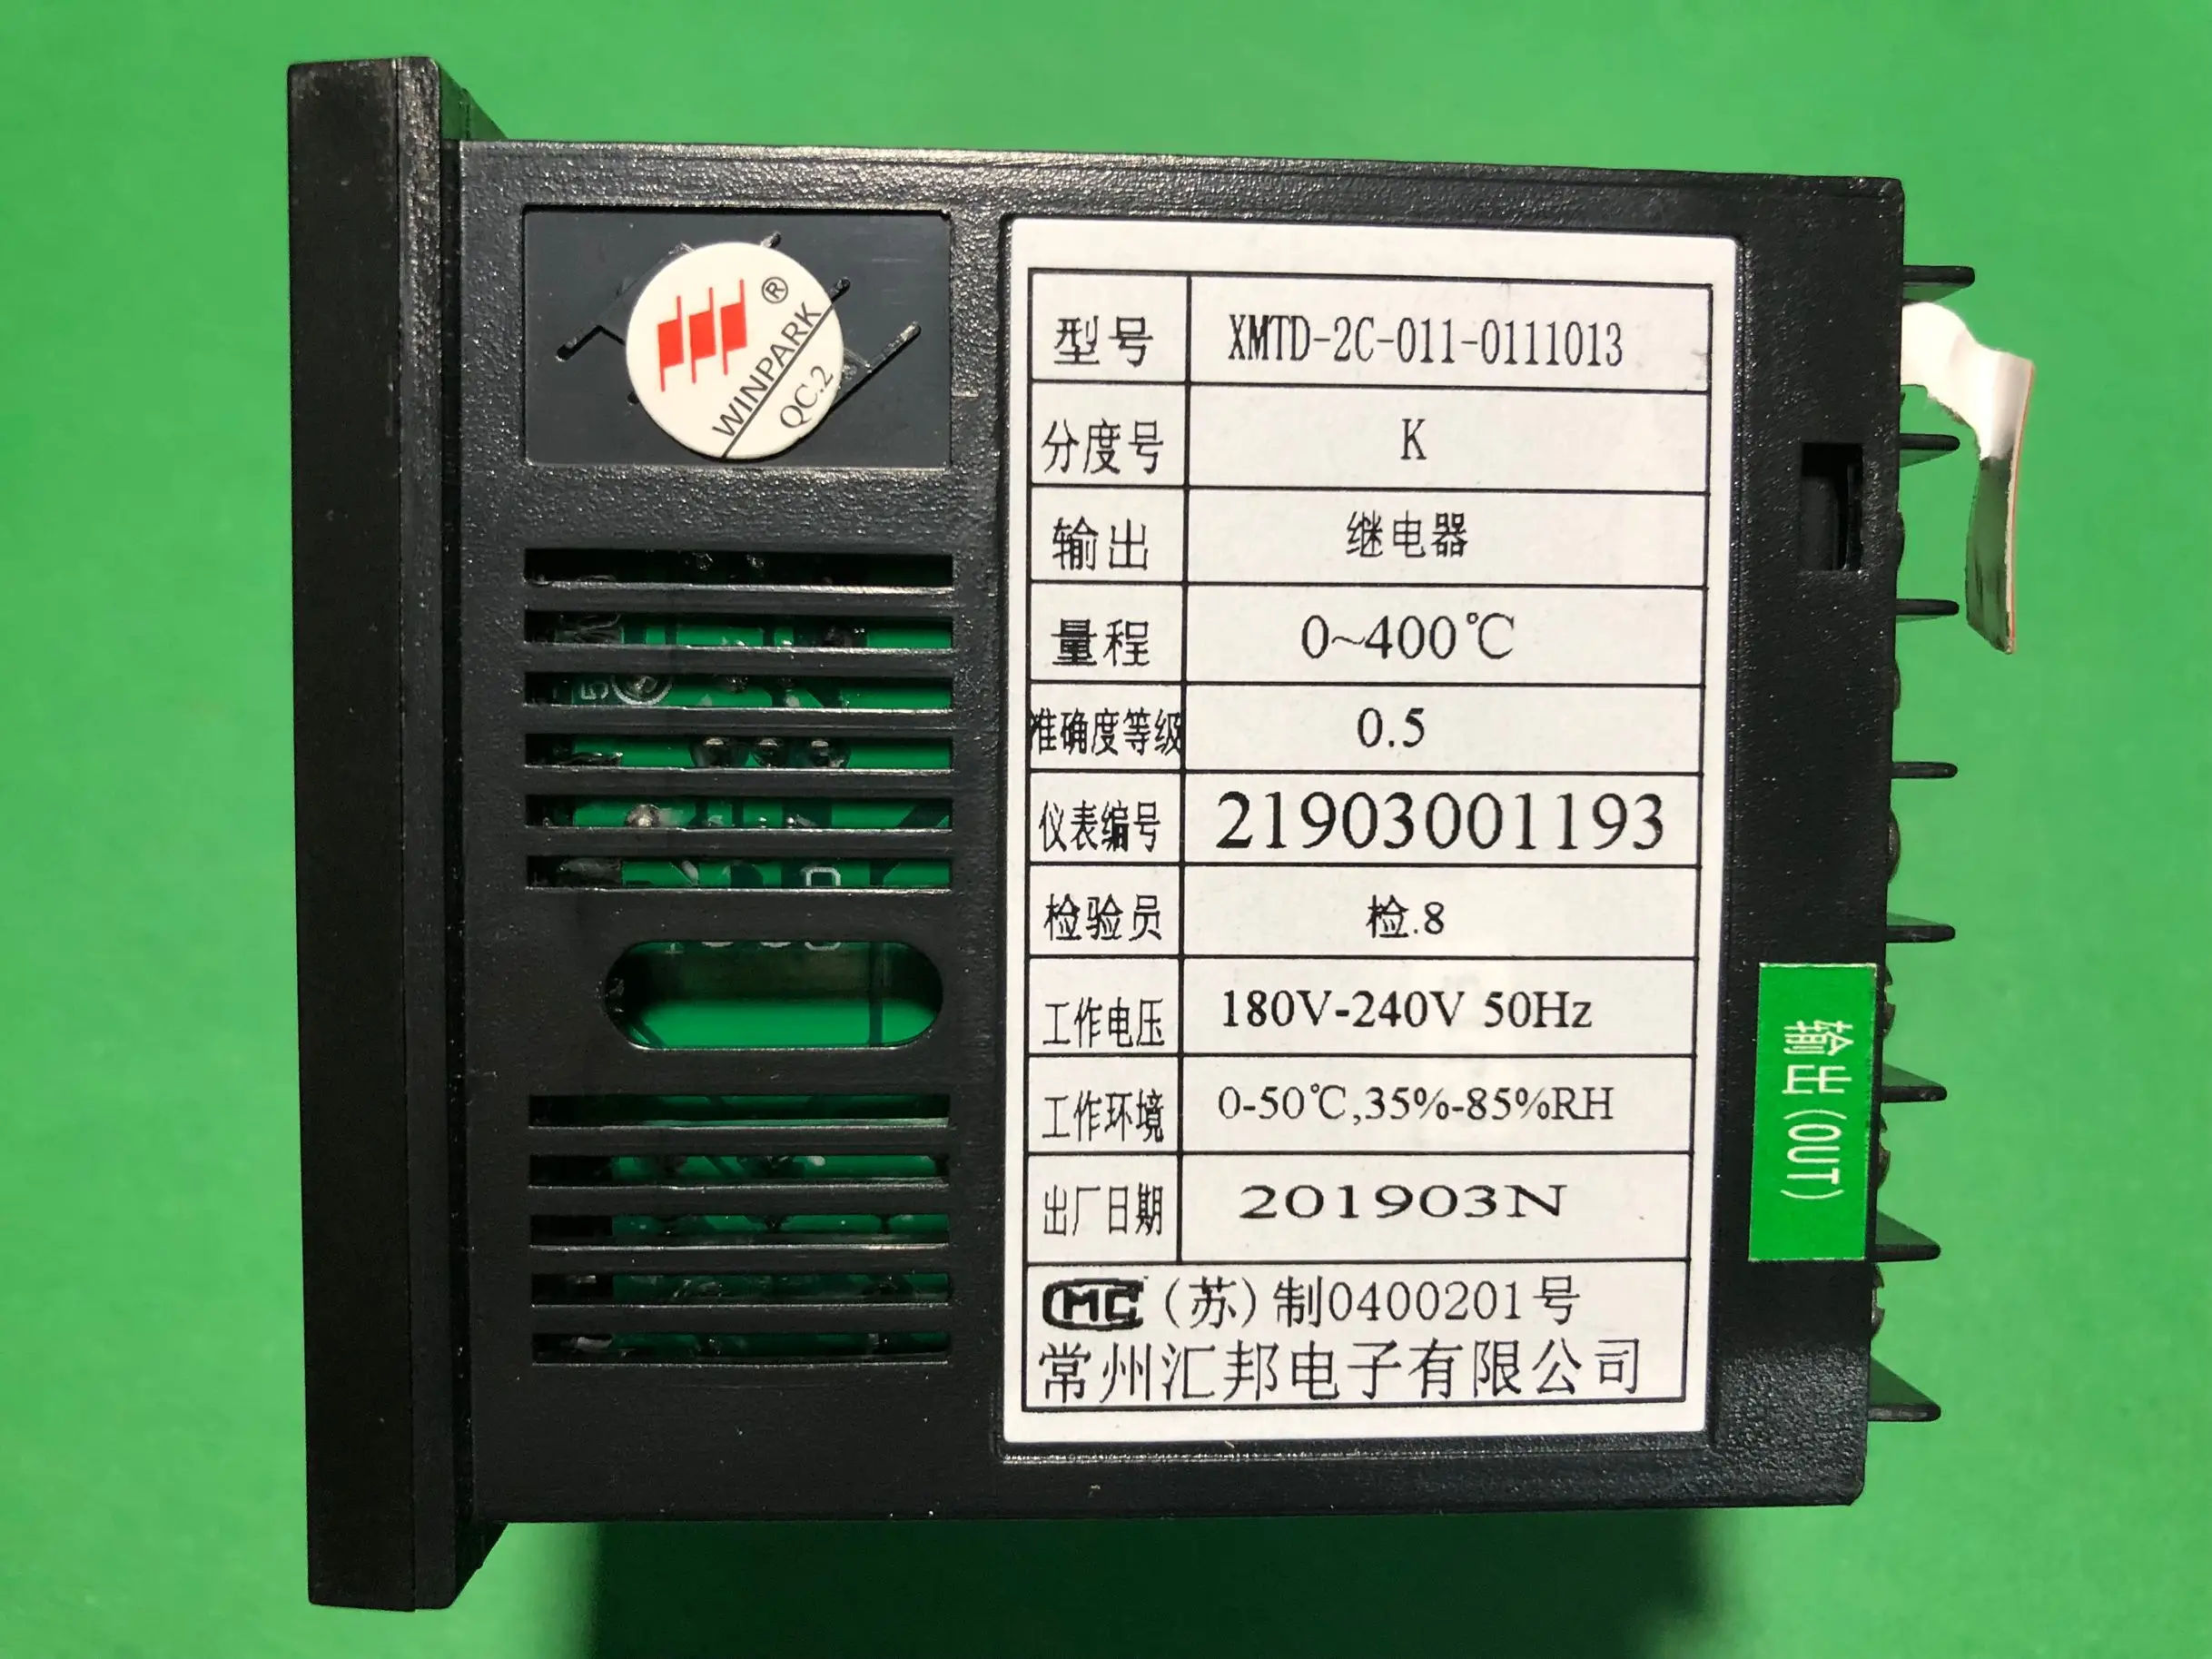 ®
WINPARK
QC.2
型号 XMTD-2C-011-0111013
分度号 K
输出 继电器
量程 0~400℃
准确度等级 0.5
仪表编号 21903001193
检验员 检.8
工作电压 180V-240V 50Hz
工作环境 0-50℃,35%-85%RH
出厂日期 201903N
CMC (苏)制0400201号
常州汇邦电子有限公司
输出(OUT)
5